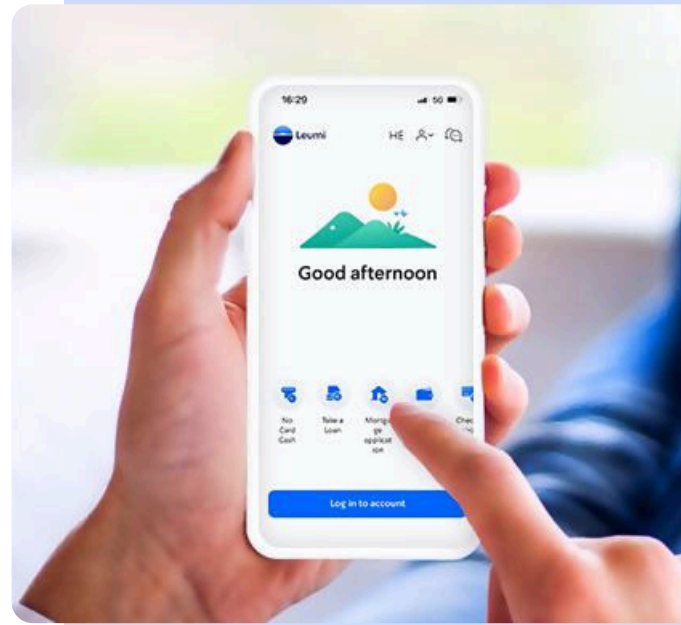 16:29
5G
Leumi
HE
Good afternoon
No
Card
Cash
Take a
Loan
Mortga
ge
applicat
ion
Log in to account